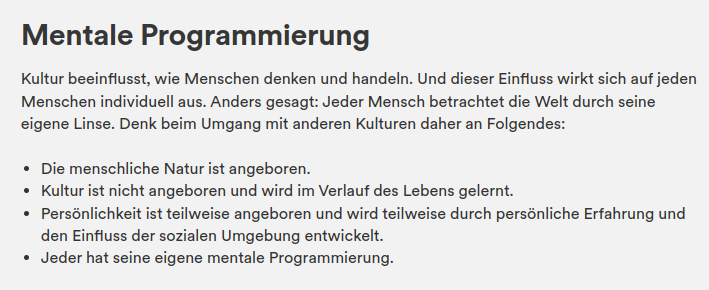 Mentale Programmierung
Kultur beeinflusst, wie Menschen denken und handeln. Und dieser Einfluss wirkt sich auf jeden
Menschen individuell aus. Anders gesagt: Jeder Mensch betrachtet die Welt durch seine
eigene Linse. Denk beim Umgang mit anderen Kulturen daher an Folgendes:
• Die menschliche Natur ist angeboren.
• Kultur ist nicht angeboren und wird im Verlauf des Lebens gelernt.
• Persönlichkeit ist teilweise angeboren und wird teilweise durch persönliche Erfahrung und
den Einfluss der sozialen Umgebung entwickelt.
• Jeder hat seine eigene mentale Programmierung.